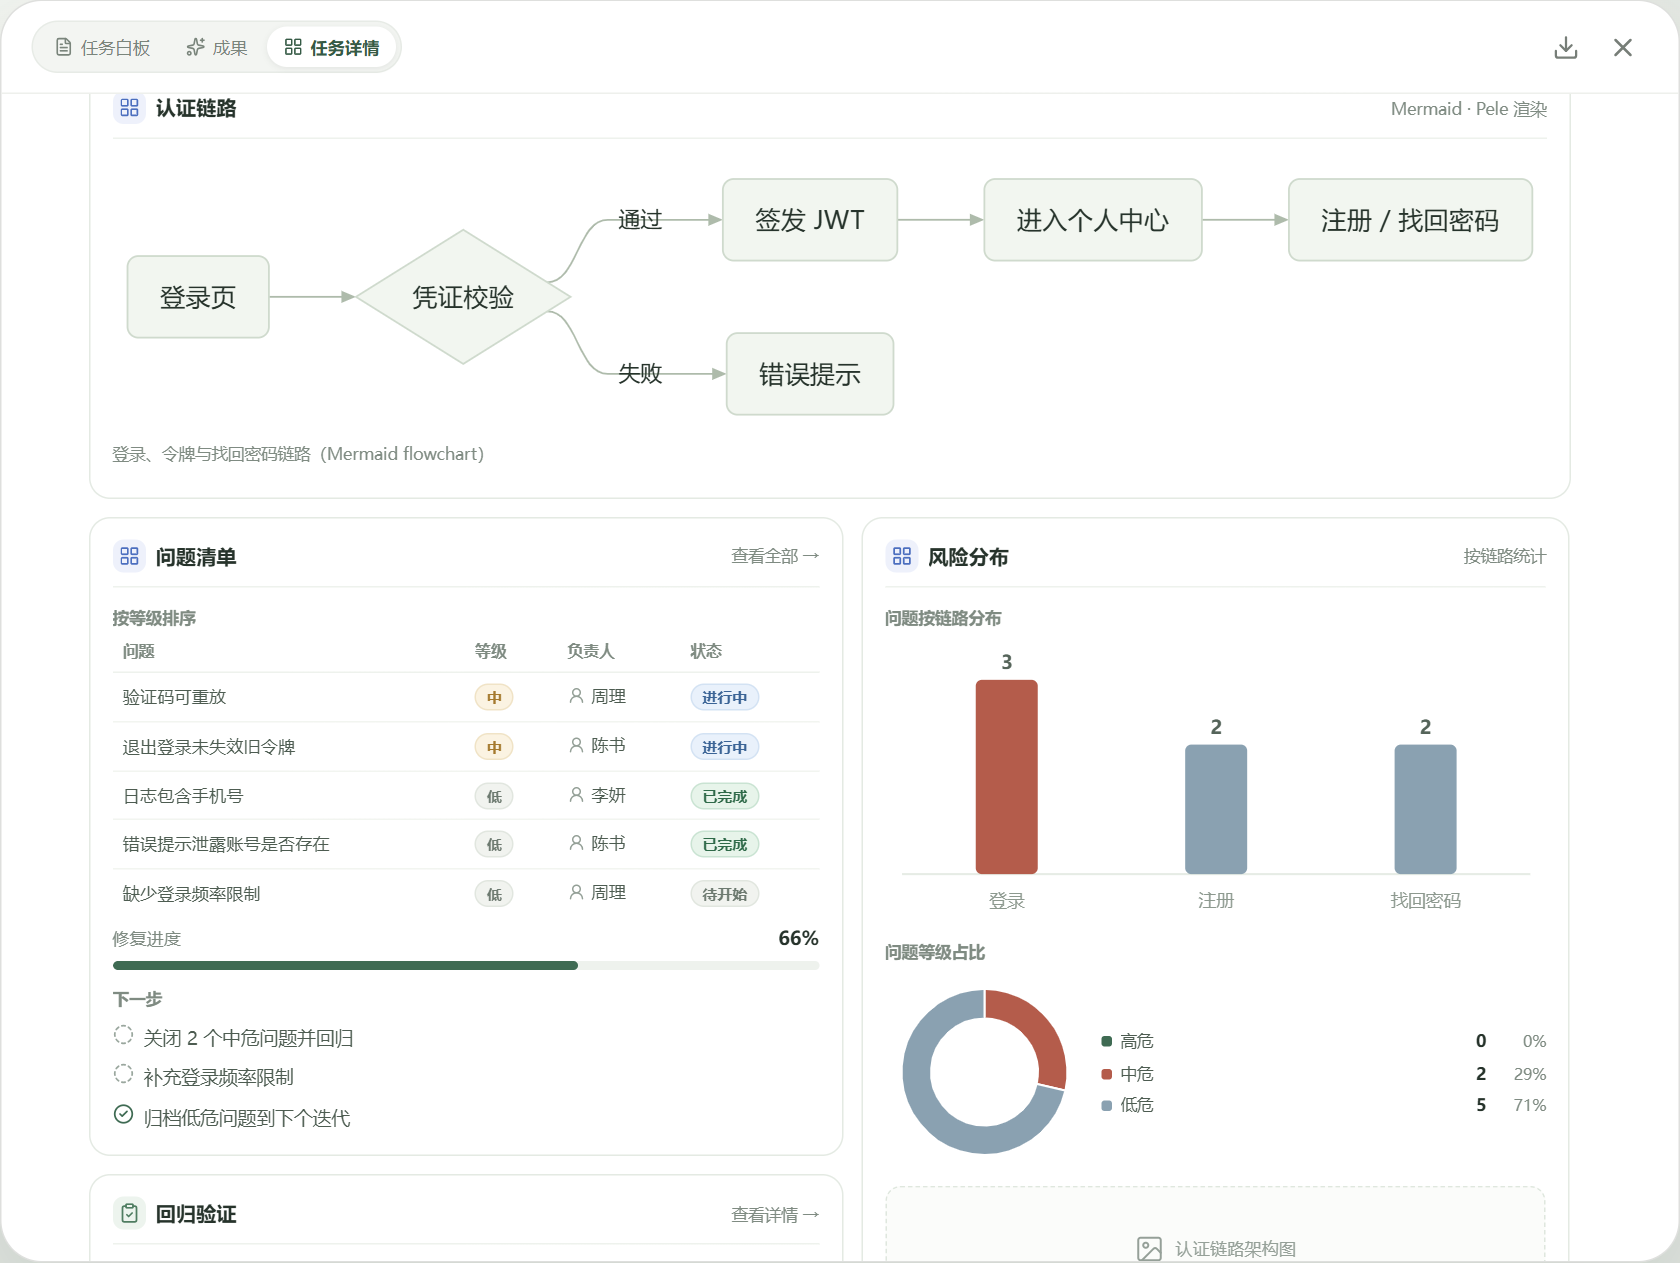 任务白板 成果 任务详情
认证链路 Mermaid · Pele 渲染
登录页
凭证校验
通过
签发 JWT
进入个人中心
注册 / 找回密码
失败
错误提示
登录、令牌与找回密码链路（Mermaid flowchart）
问题清单 查看全部 →
按等级排序
问题 等级 负责人 状态
验证码可重放 中 周理 进行中
退出登录未失效旧令牌 中 陈书 进行中
日志包含手机号 低 李妍 已完成
错误提示泄露账号是否存在 低 陈书 已完成
缺少登录频率限制 低 周理 待开始
修复进度 66%
下一步
关闭 2 个中危问题并回归
补充登录频率限制
归档低危问题到下个迭代
回归验证 查看详情 →
风险分布 按链路统计
问题按链路分布
3
2
2
登录 注册 找回密码
问题等级占比
高危 0 0%
中危 2 29%
低危 5 71%
认证链路架构图